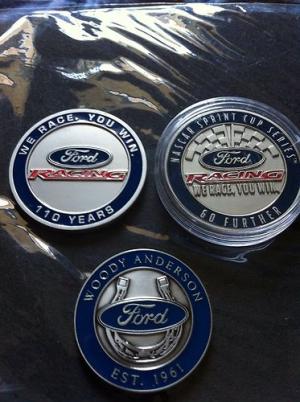 WE RACE. YOU WIN.
Ford
RACING
110 YEARS
NASCAR SPRINT CUP SERIES™
Ford
RACING
WE RACE. YOU WIN.
GO FURTHER
WOODY ANDERSON
Ford
EST. 1961